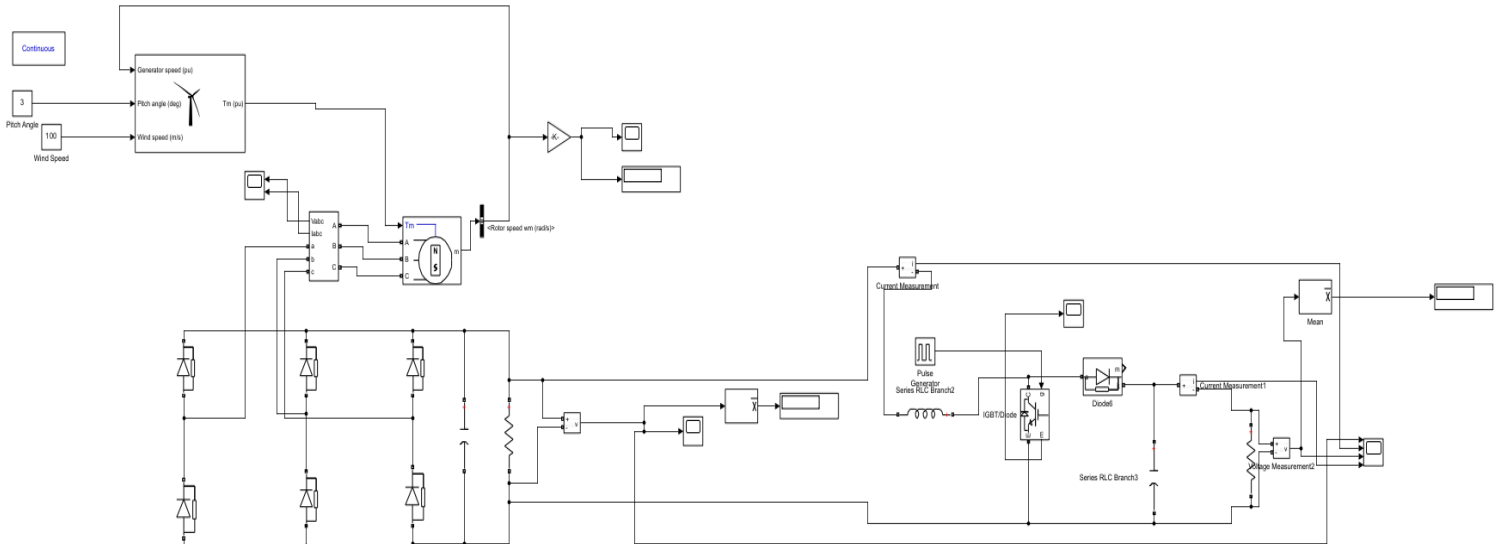 Continuous
Generator speed (pu)
3
Pitch angle (deg)
Tm (pu)
Pitch Angle
100
Wind speed (m/s)
Wind Speed
-K-
Vabc
Iabc
A
a
B
b
C
c
Tm
A
B
C
N
S
m
<Rotor speed wm (rad/s)>
+
i
-
Current Measurement
X
Mean
Pulse
Generator
Series RLC Branch2
m
a
k
Diode6
+
i
-
Current Measurement1
g
C
E
IGBT/Diode
X
+
-
v
+
-
v
Series RLC Branch3
Voltage Measurement2